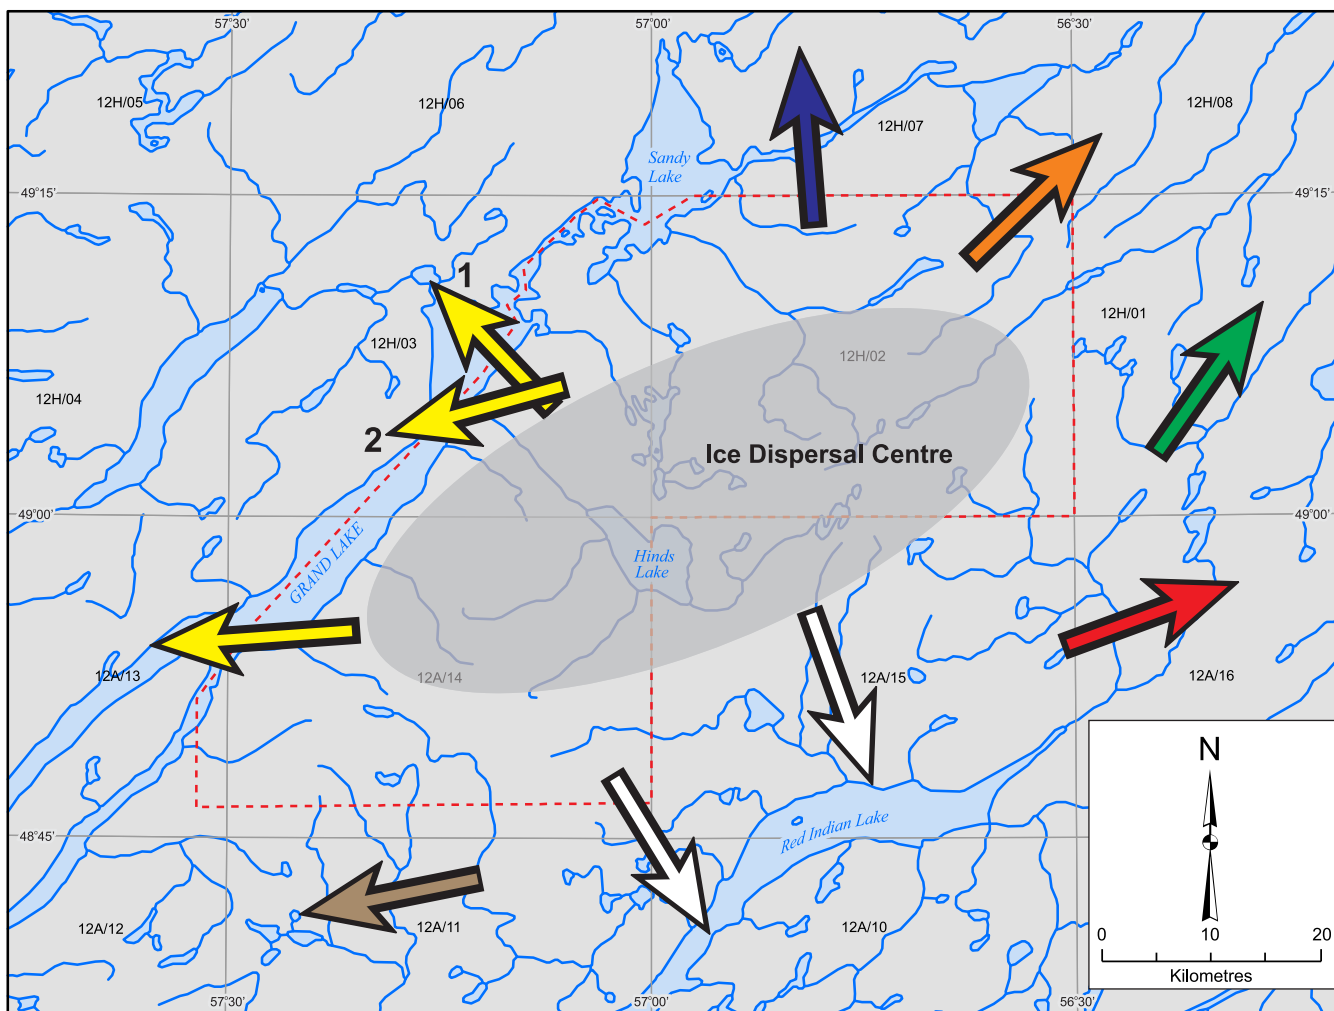 57°30'
57°00'
56°30'
12H/05
12H/06
12H/07
12H/08
Sandy
Lake
49°15'
49°15'
1
12H/03
12H/02
12H/01
12H/04
2
Ice Dispersal Centre
49°00'
49°00'
GRAND LAKE
Hinds
Lake
12A/13
12A/14
12A/15
12A/16
N
Red Indian Lake
48°45'
12A/12
12A/11
12A/10
0
10
20
Kilometres
57°30'
57°00'
56°30'